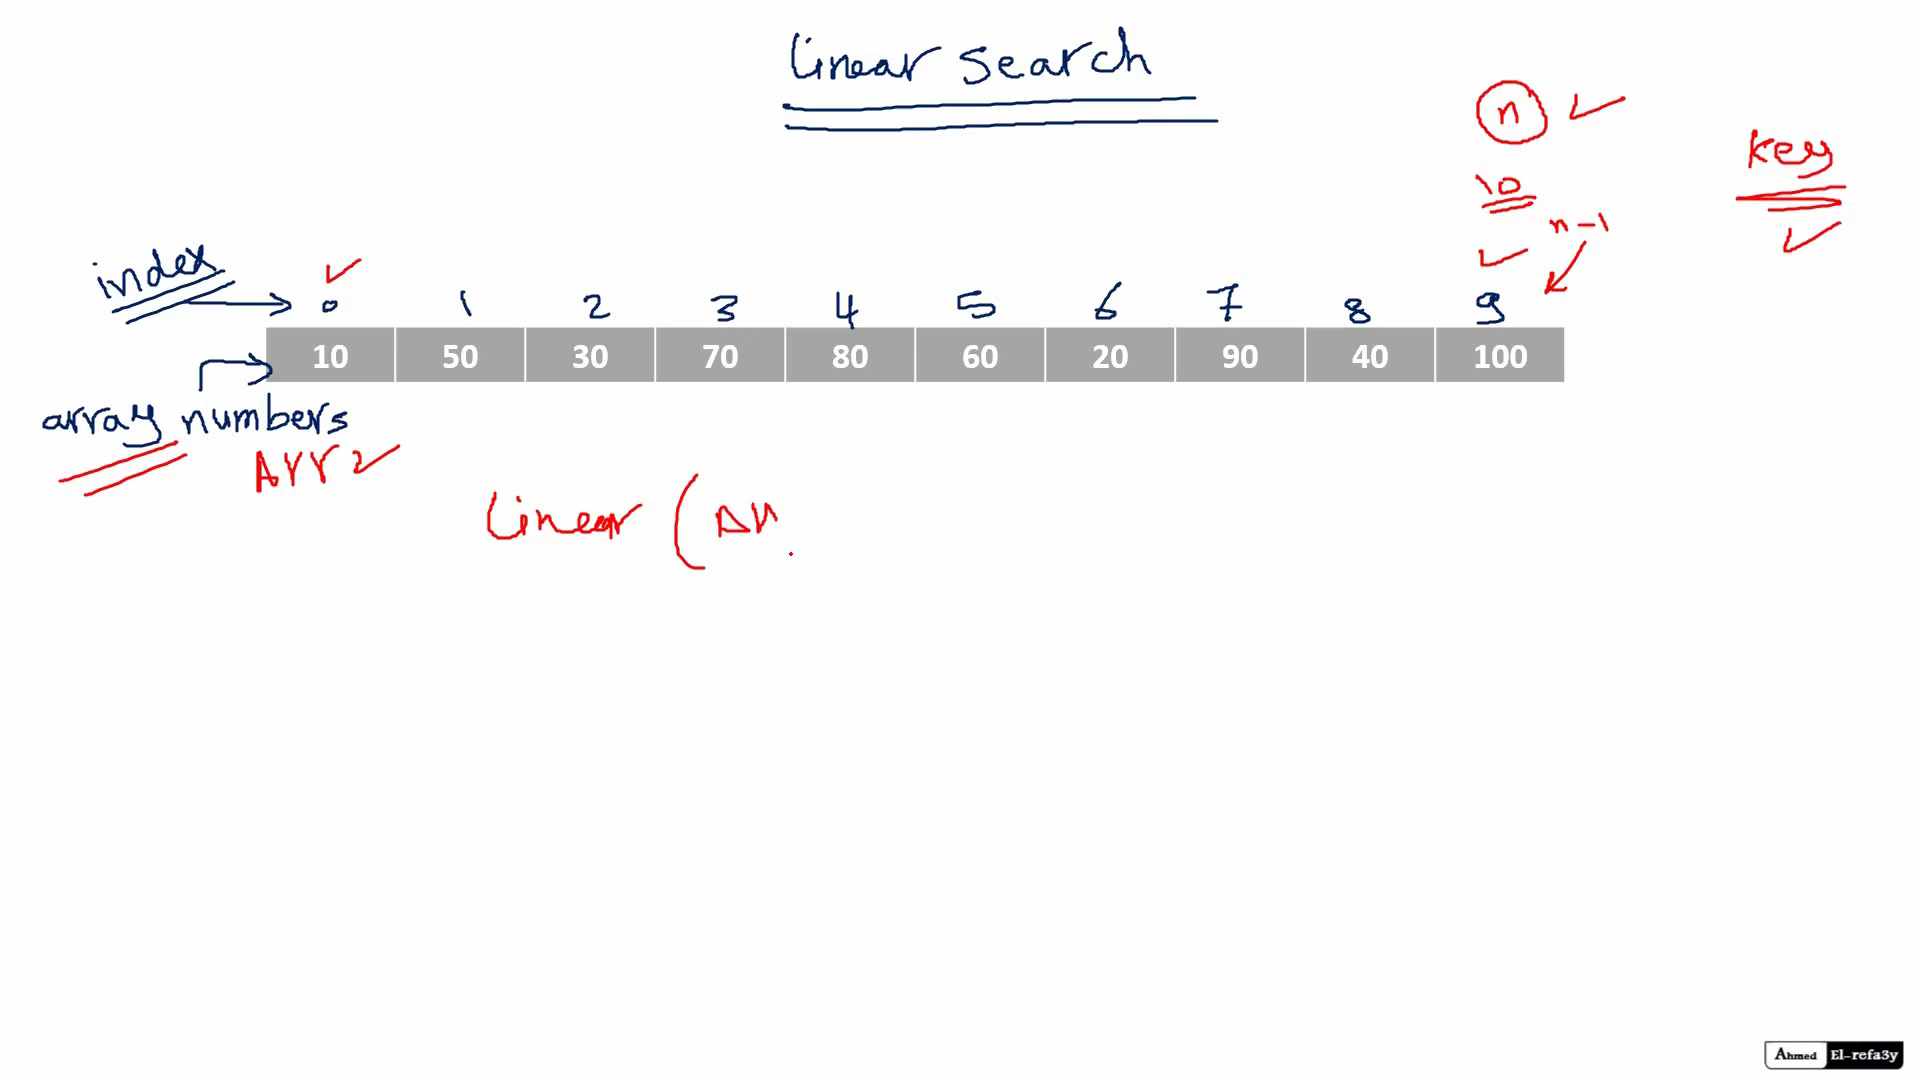 linear search
n
key
10
n-1
index
0 1 2 3 4 5 6 7 8 9
10 50 30 70 80 60 20 90 40 100
array numbers
Arr
linear (
Ahmed El-refa3y